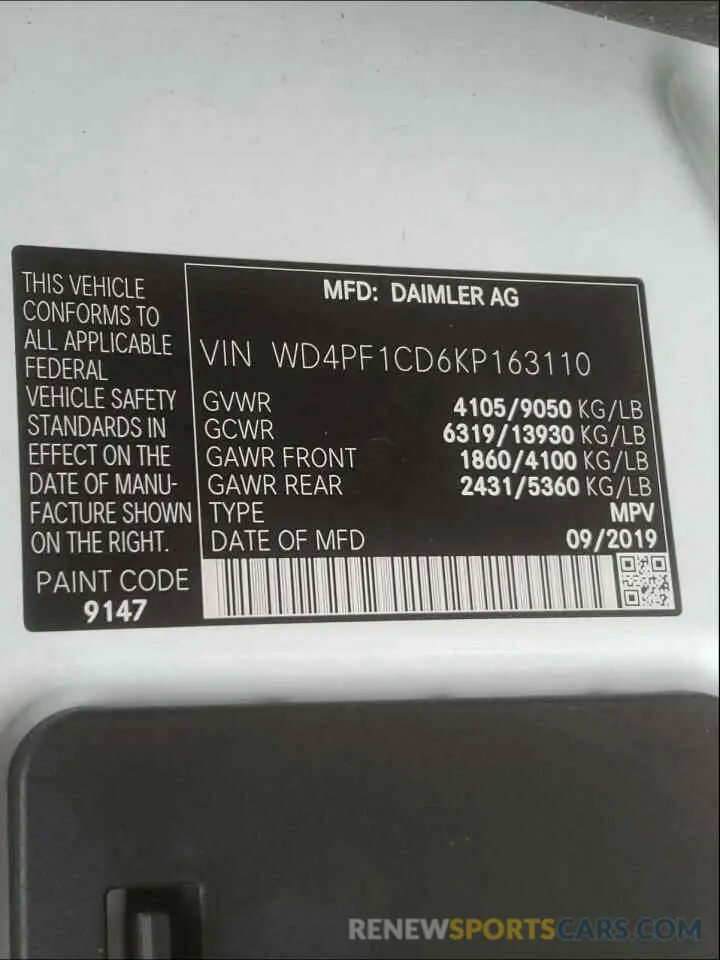 THIS VEHICLE
CONFORMS TO
ALL APPLICABLE
FEDERAL
VEHICLE SAFETY
STANDARDS IN
EFFECT ON THE
DATE OF MANU-
FACTURE SHOWN
ON THE RIGHT.
PAINT CODE
9147
MFD: DAIMLER AG
VIN WD4PF1CD6KP163110
GVWR 4105/9050 KG/LB
GCWR 6319/13930 KG/LB
GAWR FRONT 1860/4100 KG/LB
GAWR REAR 2431/5360 KG/LB
TYPE MPV
DATE OF MFD 09/2019
RENEWSPORTSCARS.COM